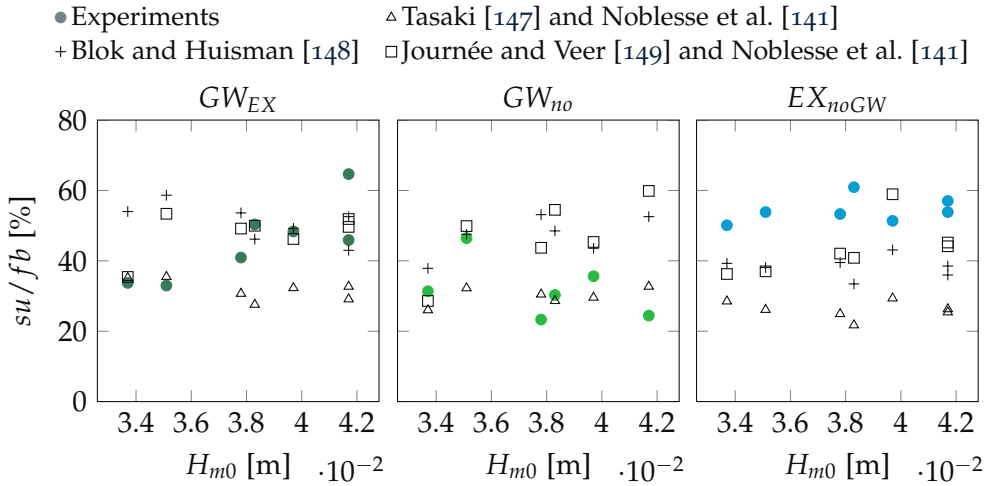 Experiments
Tasaki [147] and Noblesse et al. [141]
Blok and Huisman [148]
Journée and Veer [149] and Noblesse et al. [141]
GW_EX
GW_no
EX_noGW
su/fb [%]
80
60
40
20
0
3.4 3.6 3.8 4 4.2
3.4 3.6 3.8 4 4.2
3.4 3.6 3.8 4 4.2
H_m0 [m] ·10⁻²
H_m0 [m] ·10⁻²
H_m0 [m] ·10⁻²